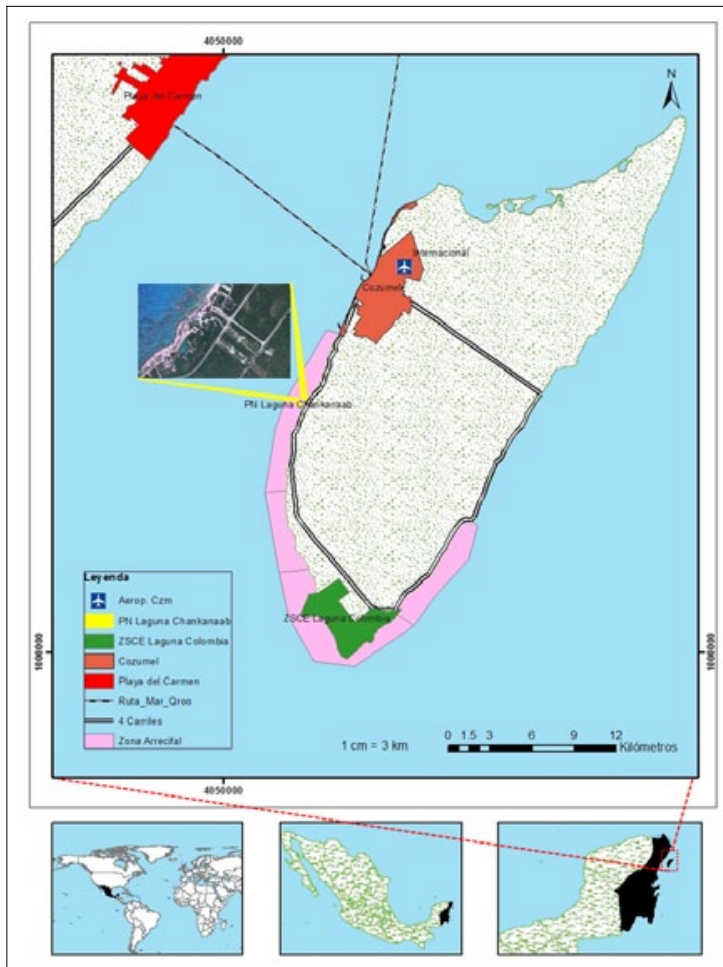 4050000
Playa del Carmen
N
Internacional
Cozumel
PN Laguna Chankanaab
Leyenda
Aerop. Czm
PN Laguna Chankanaab
ZSCE Laguna Colombia
Cozumel
Playa del Carmen
Ruta_Mar_Qroo
4 Carriles
Zona Arrecifal
ZSCE Laguna Colombia
1000000
1000000
1 cm = 3 km
0 1.5 3 6 9 12
Kilómetros
4050000